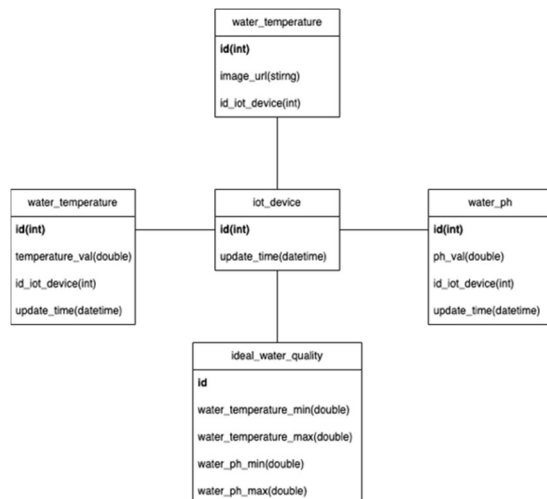 water_temperature
id(int)
image_url(stirng)
id_iot_device(int)
water_temperature
id(int)
temperature_val(double)
id_iot_device(int)
update_time(datetime)
iot_device
id(int)
update_time(datetime)
water_ph
id(int)
ph_val(double)
id_iot_device(int)
update_time(datetime)
ideal_water_quality
id
water_temperature_min(double)
water_temperature_max(double)
water_ph_min(double)
water_ph_max(double)